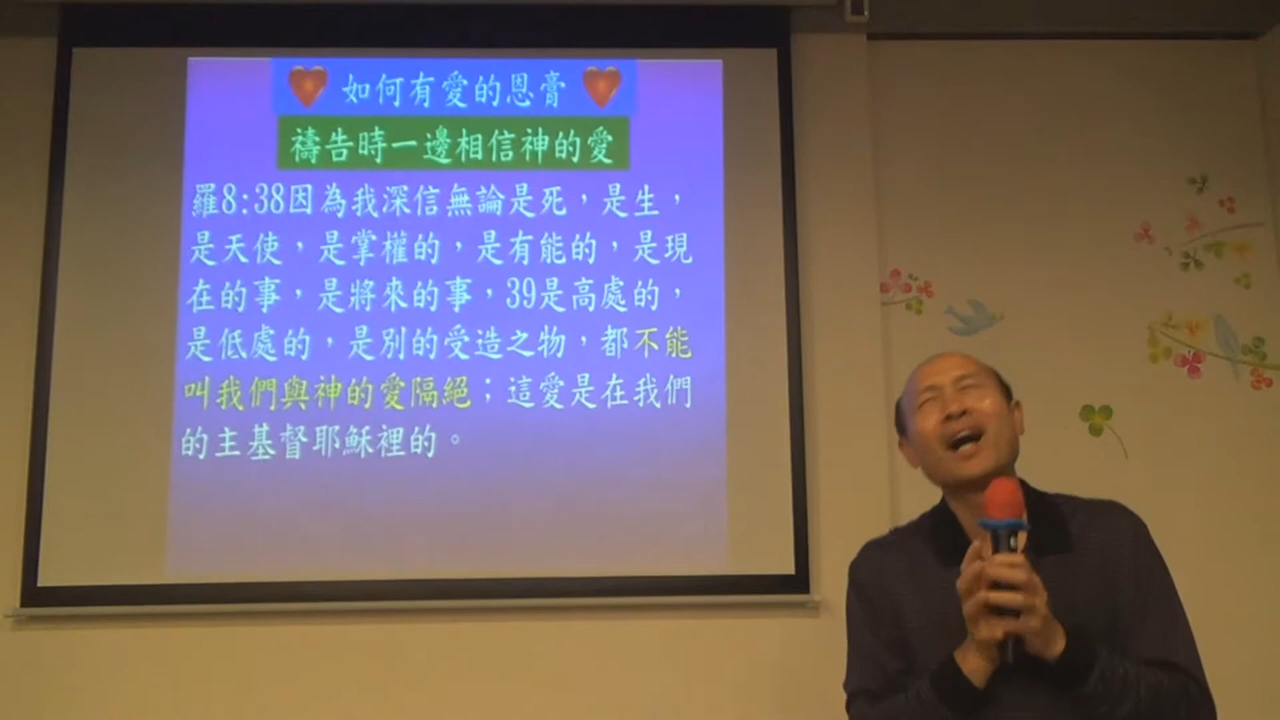 如何有愛的恩膏
禱告時一邊相信神的愛
羅8:38因為我深信無論是死，是生，
是天使，是掌權的，是有能的，是現
在的事，是將來的事，39是高處的，
是低處的，是別的受造之物，都不能
叫我們與神的愛隔絕；這愛是在我們
的主基督耶穌裡的。